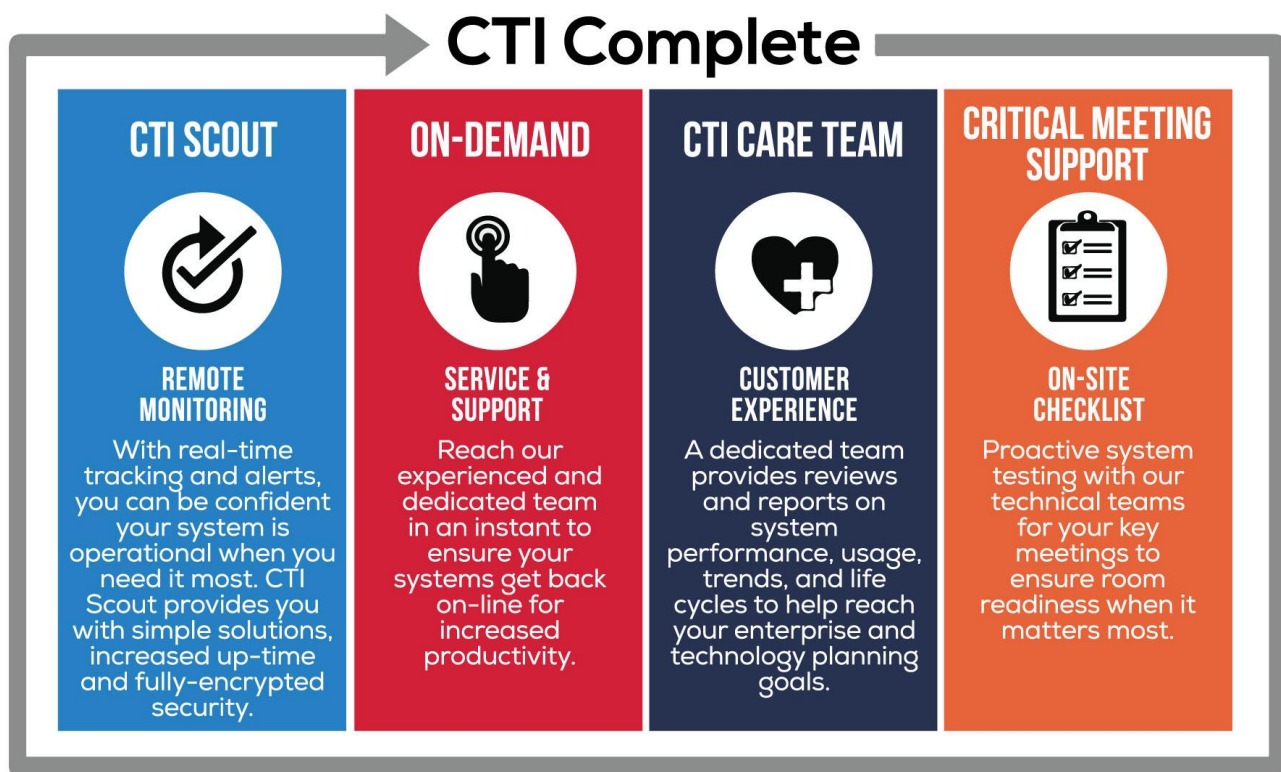 CTI Complete
CTI SCOUT
REMOTE
MONITORING
With real-time
tracking and alerts,
you can be confident
your system is
operational when you
need it most. CTI
Scout provides you
with simple solutions,
increased up-time
and fully-encrypted
security.
ON-DEMAND
SERVICE &
SUPPORT
Reach our
experienced and
dedicated team
in an instant to
ensure your
systems get back
on-line for
increased
productivity.
CTI CARE TEAM
CUSTOMER
EXPERIENCE
A dedicated team
provides reviews
and reports on
system
performance, usage,
trends, and life
cycles to help reach
your enterprise and
technology planning
goals.
CRITICAL MEETING
SUPPORT
ON-SITE
CHECKLIST
Proactive system
testing with our
technical teams
for your key
meetings to
ensure room
readiness when it
matters most.